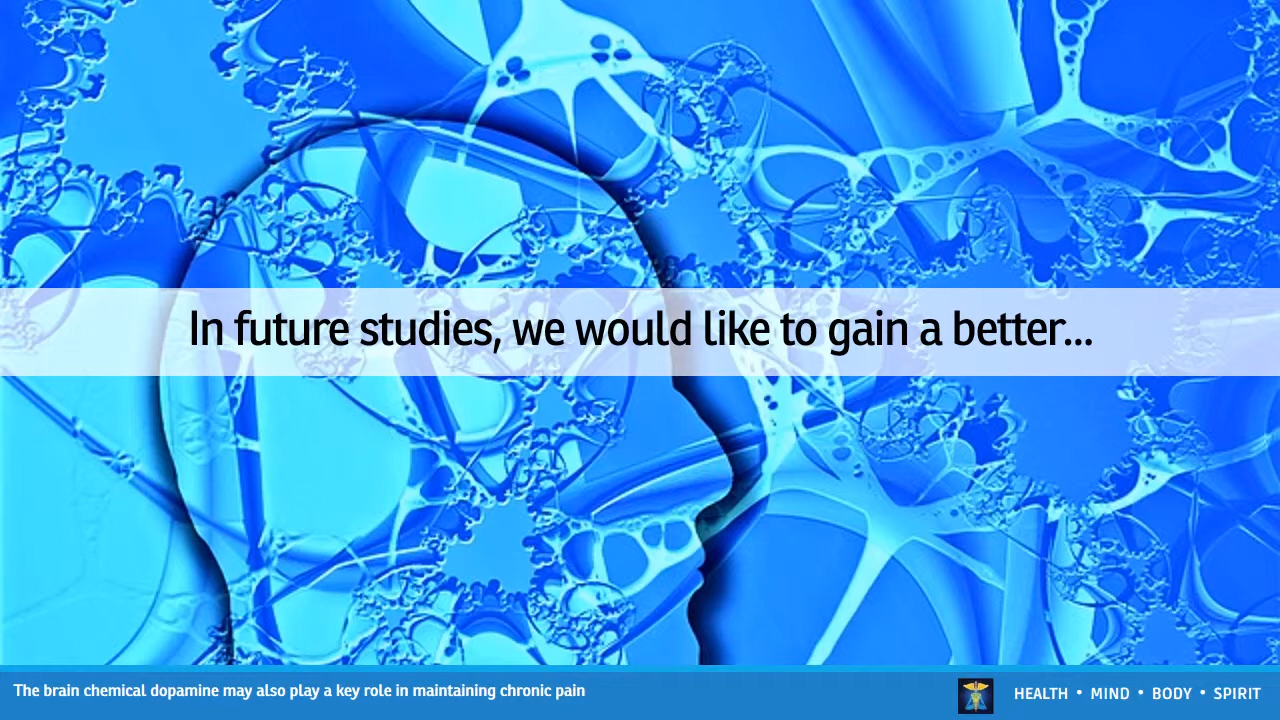 In future studies, we would like to gain a better...
The brain chemical dopamine may also play a key role in maintaining chronic pain
HEALTH • MIND • BODY • SPIRIT